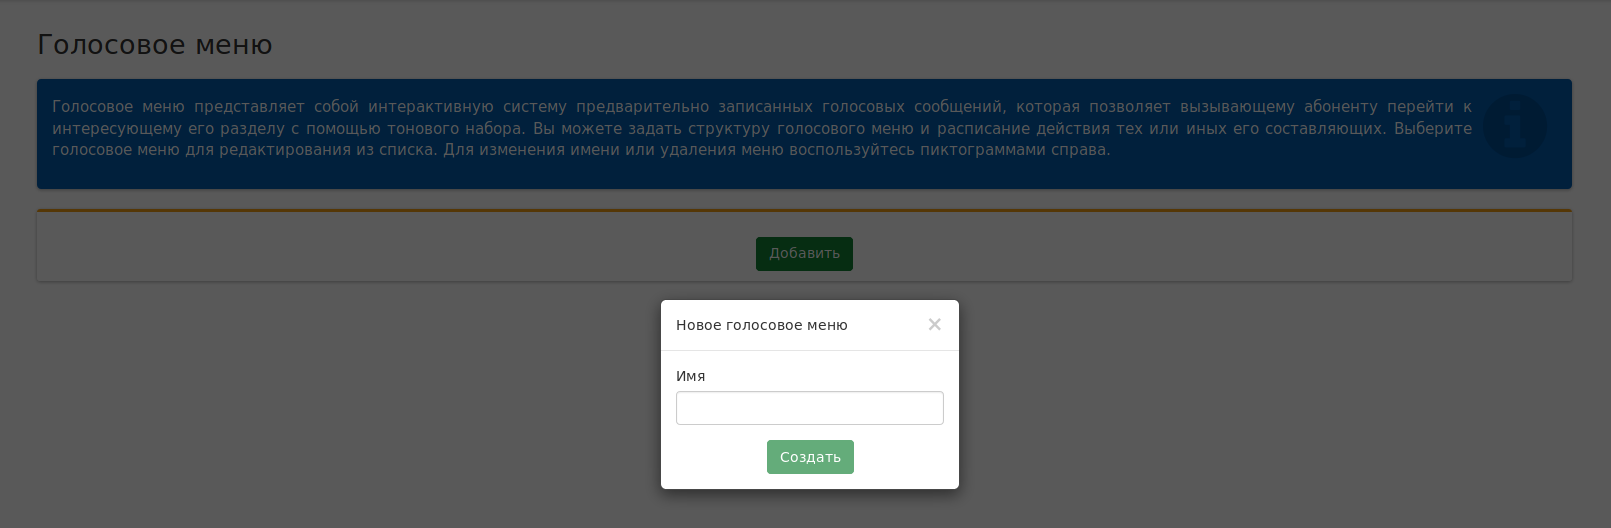 Голосовое меню
Голосовое меню представляет собой интерактивную систему предварительно записанных голосовых сообщений, которая позволяет вызывающему абоненту перейти к
интересующему его разделу с помощью тонового набора. Вы можете задать структуру голосового меню и расписание действия тех или иных его составляющих. Выберите
голосовое меню для редактирования из списка. Для изменения имени или удаления меню воспользуйтесь пиктограммами справа.
Добавить
Новое голосовое меню ×
Имя
Создать